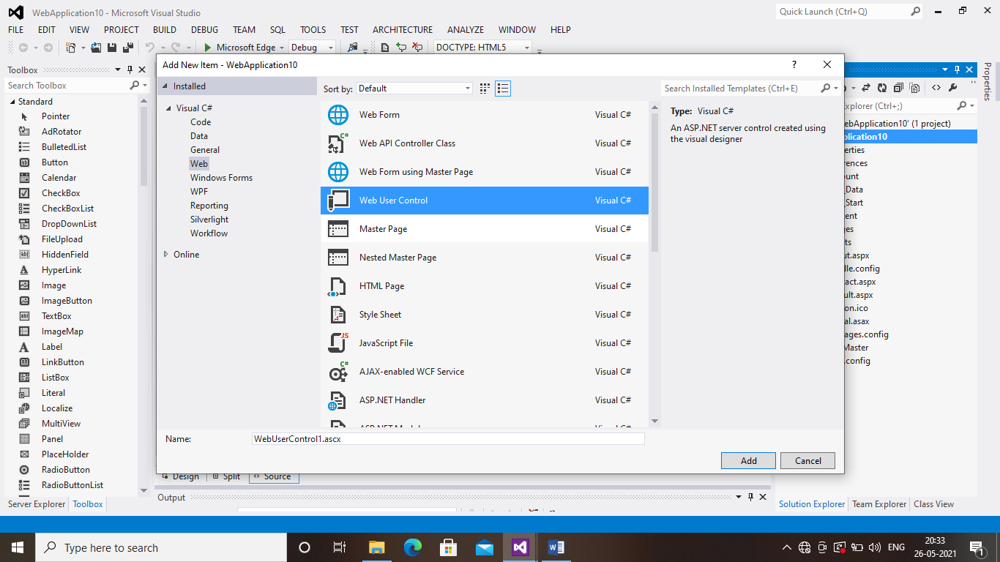 WebApplication10 - Microsoft Visual Studio
Quick Launch (Ctrl+Q)
FILE EDIT VIEW PROJECT BUILD DEBUG TEAM SQL TOOLS TEST ARCHITECTURE ANALYZE WINDOW HELP
Microsoft Edge Debug DOCTYPE: HTML5
Toolbox
Search Toolbox
Standard
Pointer
AdRotator
BulletedList
Button
Calendar
CheckBox
CheckBoxList
DropDownList
FileUpload
HiddenField
HyperLink
Image
ImageButton
TextBox
ImageMap
Label
LinkButton
ListBox
Literal
Localize
MultiView
Panel
PlaceHolder
RadioButton
RadioButtonList
Server Explorer Toolbox
Add New Item - WebApplication10
?
Installed
Visual C#
Code
Data
General
Web
Windows Forms
WPF
Reporting
Silverlight
Workflow
Online
Sort by: Default
Search Installed Templates (Ctrl+E)
Web Form Visual C#
Web API Controller Class Visual C#
Web Form using Master Page Visual C#
Web User Control Visual C#
Master Page Visual C#
Nested Master Page Visual C#
HTML Page Visual C#
Style Sheet Visual C#
JavaScript File Visual C#
AJAX-enabled WCF Service Visual C#
ASP.NET Handler Visual C#
Type: Visual C#
An ASP.NET server control created using
the visual designer
Name: WebUserControl1.ascx
Add Cancel
Design Split Source
Output
Properties
xplorer (Ctrl+;)
ebApplication10' (1 project)
plication10
erties
rences
ount
_Data
_Start
tent
es
ts
ut.aspx
dle.config
tact.aspx
ult.aspx
on.ico
al.asax
ages.config
Master
.config
Solution Explorer Team Explorer Class View
Type here to search
ENG
20:33
26-05-2021
1